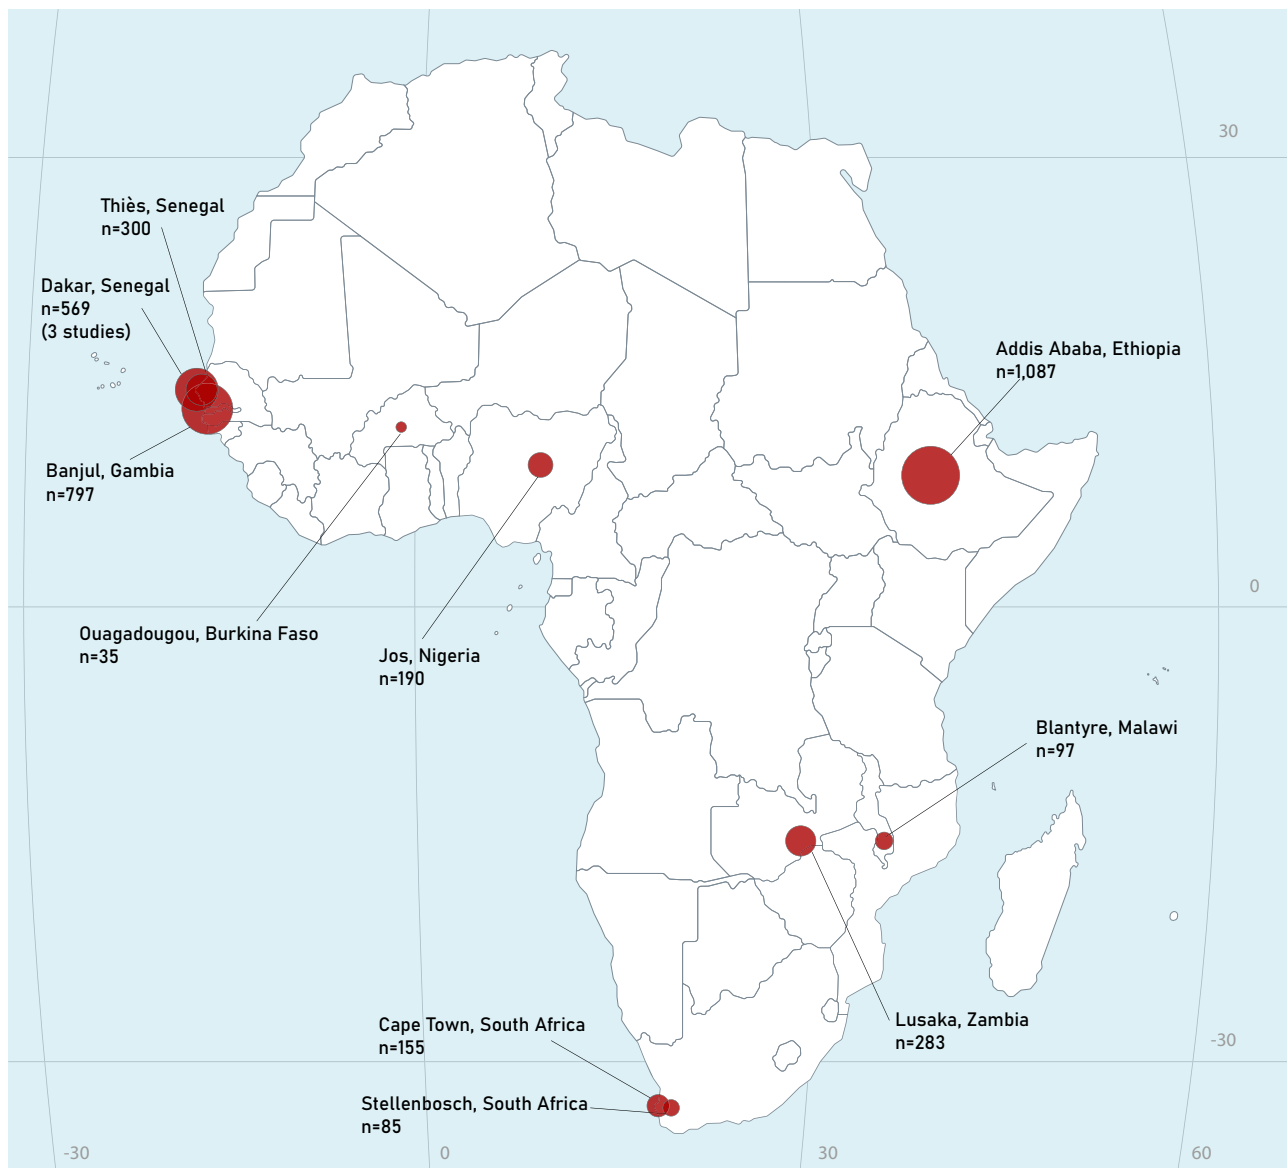 30
Thiès, Senegal
n=300
Dakar, Senegal
n=569
(3 studies)
Addis Ababa, Ethiopia
n=1,087
Banjul, Gambia
n=797
0
Ouagadougou, Burkina Faso
n=35
Jos, Nigeria
n=190
Blantyre, Malawi
n=97
Lusaka, Zambia
n=283
Cape Town, South Africa
n=155
-30
Stellenbosch, South Africa
n=85
-30
0
30
60